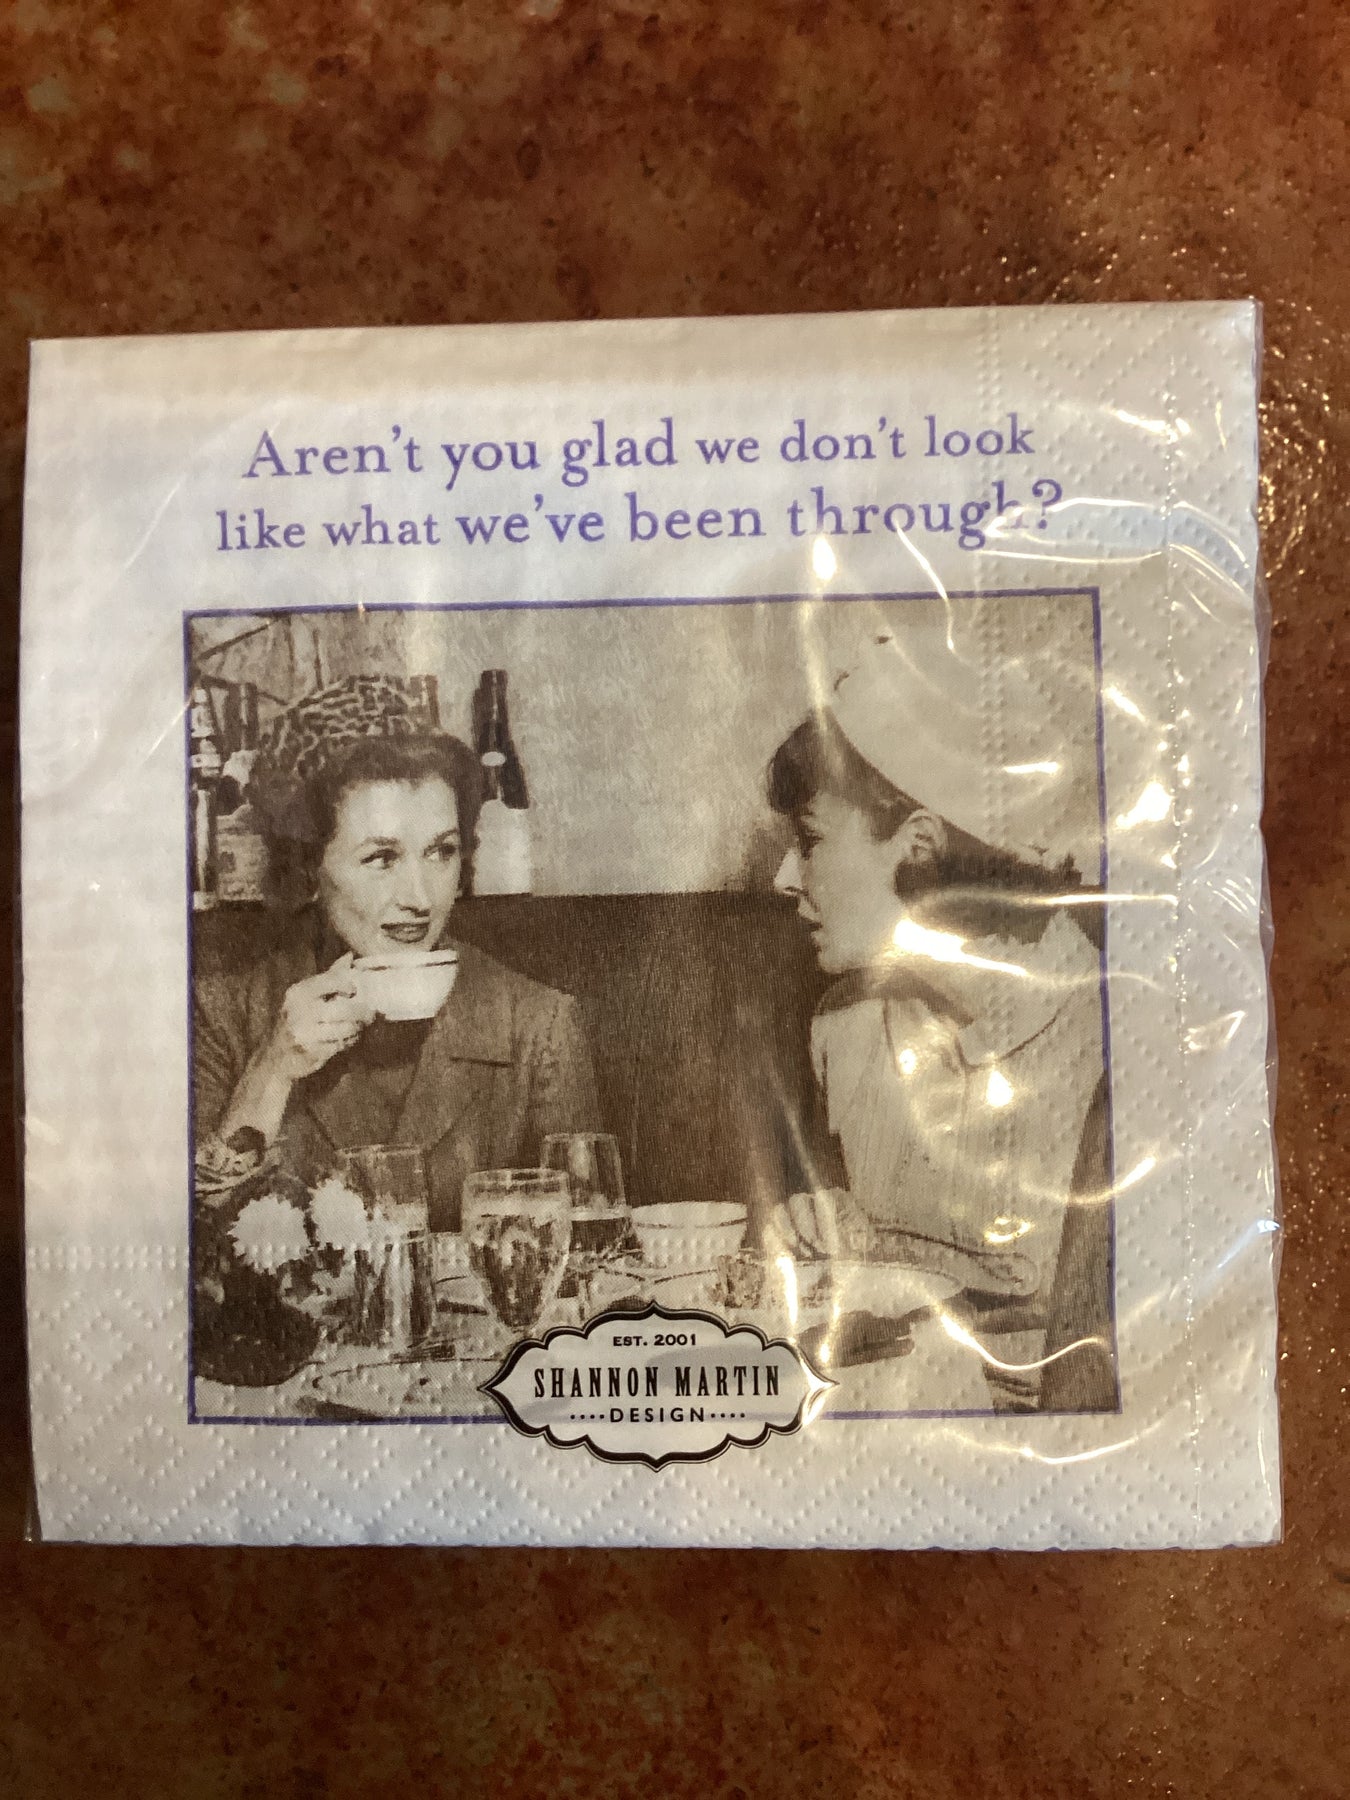 Aren't you glad we don't look
like what we've been through?
EST. 2001
SHANNON MARTIN
····DESIGN····